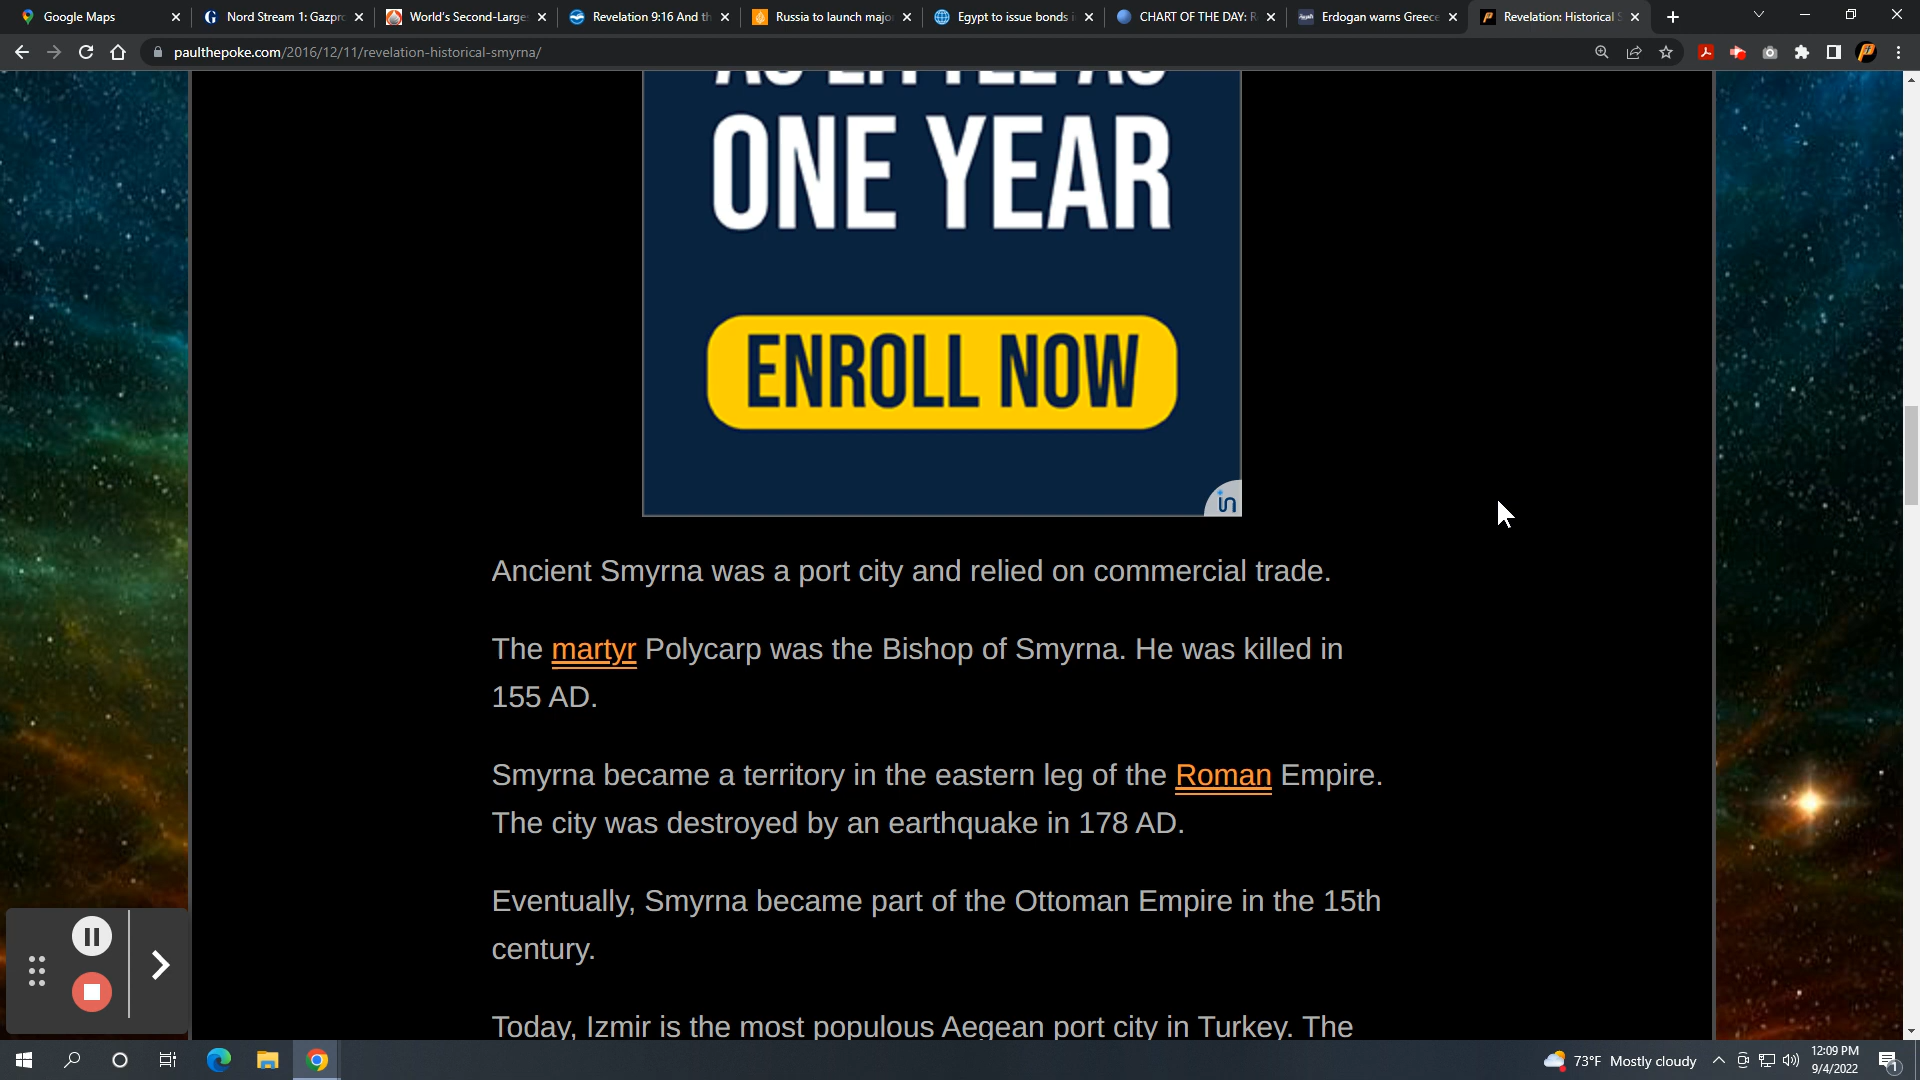 Google Maps
Nord Stream 1: Gazpr
World's Second-Large
Revelation 9:16 And th
Russia to launch majo
Egypt to issue bonds i
CHART OF THE DAY: R
Erdogan warns Greece
Revelation: Historical S
paulthepoke.com/2016/12/11/revelation-historical-smyrna/
AS LITTLE AS
ONE YEAR
ENROLL NOW
in
Ancient Smyrna was a port city and relied on commercial trade.
The martyr Polycarp was the Bishop of Smyrna. He was killed in
155 AD.
Smyrna became a territory in the eastern leg of the Roman Empire.
The city was destroyed by an earthquake in 178 AD.
Eventually, Smyrna became part of the Ottoman Empire in the 15th
century.
Today, Izmir is the most populous Aegean port city in Turkey. The
73°F Mostly cloudy
12:09 PM
9/4/2022
1